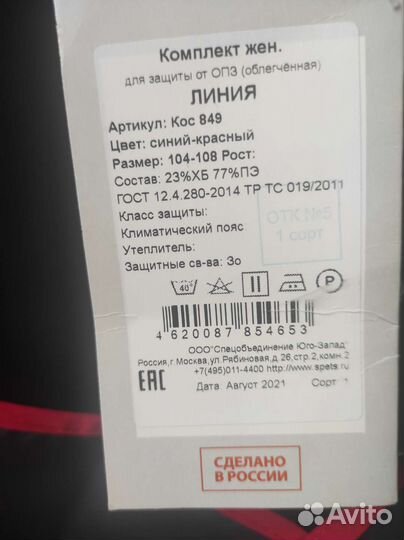 Комплект жен.
для защиты от ОПЗ (облегчённая)
ЛИНИЯ
Артикул: Кос 849
Цвет: синий-красный
Размер: 104-108 Рост:
Состав: 23%ХБ 77%ПЭ
ГОСТ 12.4.280-2014 ТР ТС 019/2011
Класс защиты:
Климатический пояс
Утеплитель:
Защитные св-ва: Зо
ОТК №5
1 сорт
40°
P
4 620087 854653
ООО"Спецобъединение Юго-Запад"
Россия,г.Москва,ул.Рябиновая,д.26,стр.2,комн.2
+7(495)011-4400 http://www.spets.ru
ЕАС
Дата Август 2021 Сорт 1
СДЕЛАНО
В РОССИИ
Avito